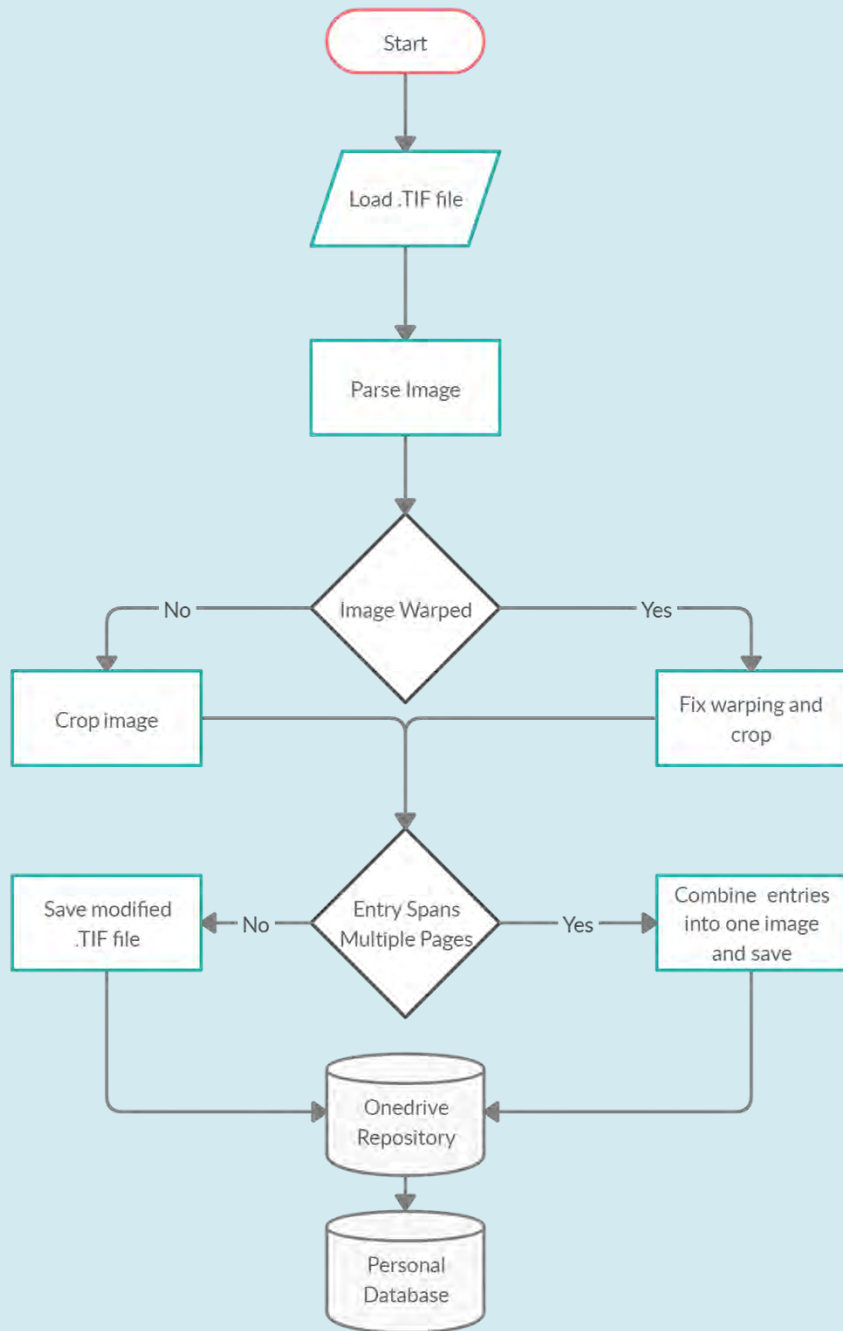 Start
Load .TIF file
Parse Image
Image Warped
No
Yes
Crop image
Fix warping and
crop
Entry Spans
Multiple Pages
No
Yes
Save modified
.TIF file
Combine entries
into one image
and save
Onedrive
Repository
Personal
Database